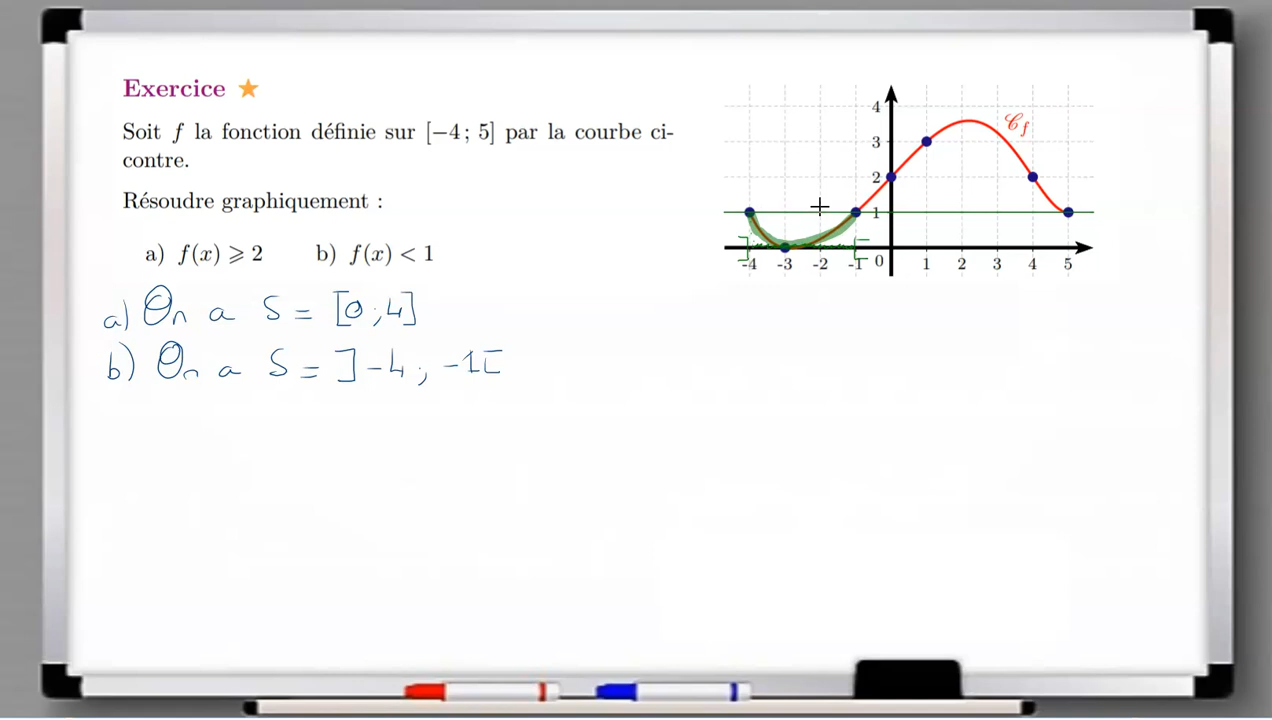 Exercice ★
Soit f la fonction définie sur [−4; 5] par la courbe ci-
contre.
Résoudre graphiquement :
a) f(x) ⩾ 2 b) f(x) < 1
a) On a S = [0 ; 4]
b) On a S = ]-4 ; -1[
4
3
2
1
𝒞f
-4 -3 -2 -1 0 1 2 3 4 5